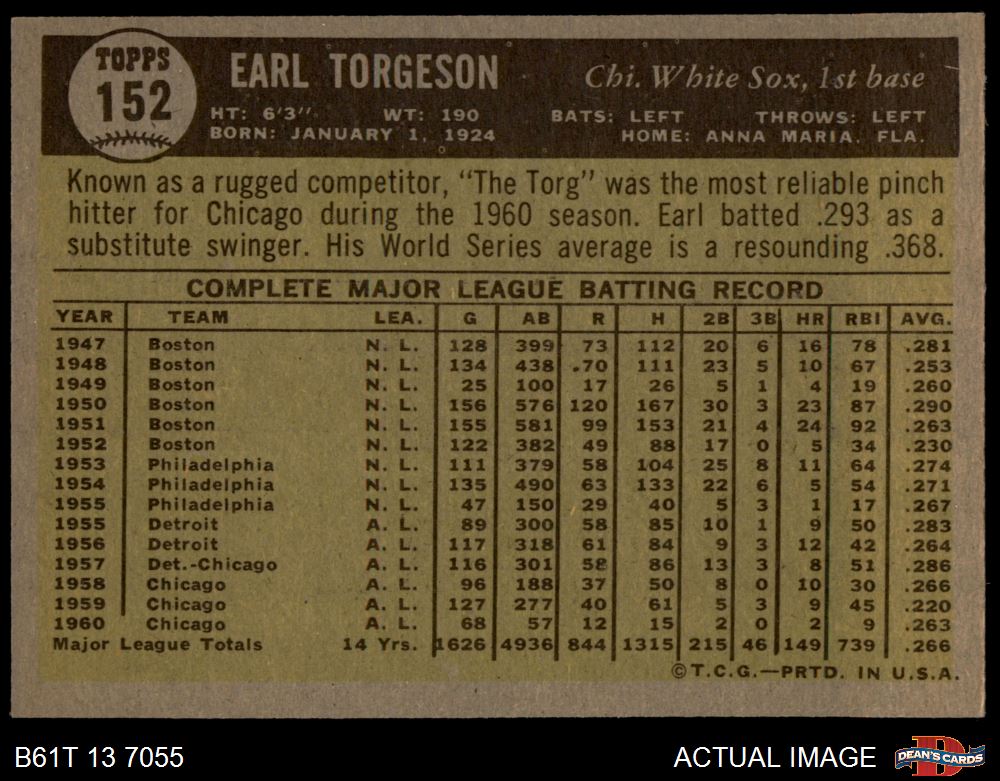 TOPPS
152
EARL TORGESON
Chi. White Sox, 1st base
HT: 6'3" WT: 190 BATS: LEFT THROWS: LEFT
BORN: JANUARY 1, 1924 HOME: ANNA MARIA. FLA.
Known as a rugged competitor, "The Torg" was the most reliable pinch
hitter for Chicago during the 1960 season. Earl batted .293 as a
substitute swinger. His World Series average is a resounding .368.
COMPLETE MAJOR LEAGUE BATTING RECORD
YEAR TEAM LEA. G AB R H 2B 3B HR RBI AVG.
1947 Boston N. L. 128 399 73 112 20 6 16 78 .281
1948 Boston N. L. 134 438 .70 111 23 5 10 67 .253
1949 Boston N. L. 25 100 17 26 5 1 4 19 .260
1950 Boston N. L. 156 576 120 167 30 3 23 87 .290
1951 Boston N. L. 155 581 99 153 21 4 24 92 .263
1952 Boston N. L. 122 382 49 88 17 0 5 34 .230
1953 Philadelphia N. L. 111 379 58 104 25 8 11 64 .274
1954 Philadelphia N. L. 135 490 63 133 22 6 5 54 .271
1955 Philadelphia N. L. 47 150 29 40 5 3 1 17 .267
1955 Detroit A. L. 89 300 58 85 10 1 9 50 .283
1956 Detroit A. L. 117 318 61 84 9 3 12 42 .264
1957 Det.-Chicago A. L. 116 301 58 86 13 3 8 51 .286
1958 Chicago A. L. 96 188 37 50 8 0 10 30 .266
1959 Chicago A. L. 127 277 40 61 5 3 9 45 .220
1960 Chicago A. L. 68 57 12 15 2 0 2 9 .263
Major League Totals 14 Yrs. 1626 4936 844 1315 215 46 149 739 .266
©T.C.G.—PRTD. IN U.S.A.
B61T 13 7055
ACTUAL IMAGE
D
DEAN'S CARDS